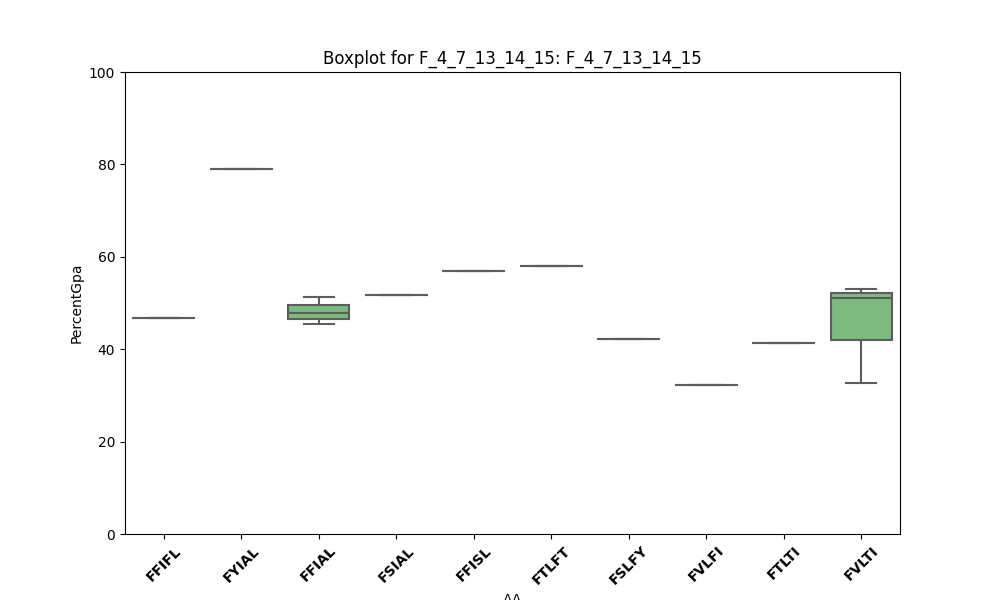 Boxplot for F_4_7_13_14_15: F_4_7_13_14_15
100
80
60
40
20
0
PercentGpa
FFIFL
FYIAL
FFIAL
FSIAL
FFISL
FTLFT
FSLFY
FVLFI
FTLTI
FVLTI
AA